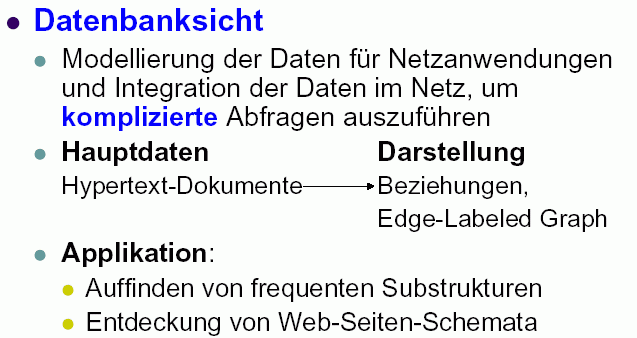 Datenbanksicht
Modellierung der Daten für Netzanwendungen
und Integration der Daten im Netz, um
komplizierte Abfragen auszuführen
Hauptdaten Darstellung
Hypertext-Dokumente Beziehungen,
Edge-Labeled Graph
Applikation:
Auffinden von frequenten Substrukturen
Entdeckung von Web-Seiten-Schemata